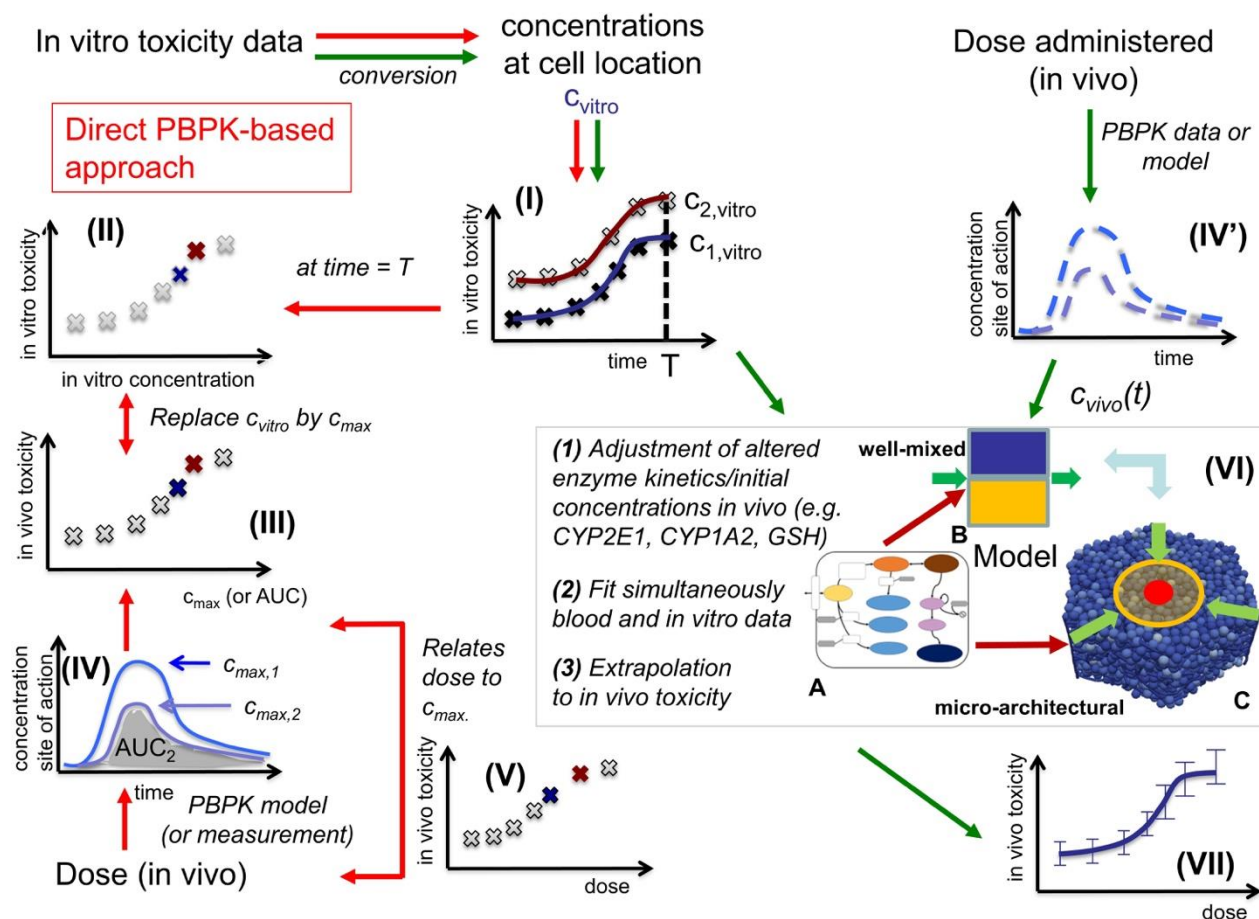 In vitro toxicity data
conversion
concentrations
at cell location
c_vitro
Dose administered
(in vivo)
PBPK data or
model
Direct PBPK-based
approach
(II)
in vitro toxicity
in vitro concentration
at time = T
(I)
in vitro toxicity
c_2,vitro
c_1,vitro
time
T
(IV’)
concentration
site of action
time
c_vivo(t)
Replace c_vitro by c_max
in vivo toxicity
(III)
c_max (or AUC)
(IV)
concentration
site of action
c_max,1
c_max,2
AUC_2
time
PBPK model
(or measurement)
Dose (in vivo)
Relates
dose to
c_max.
(V)
in vivo toxicity
dose
(1) Adjustment of altered
enzyme kinetics/initial
concentrations in vivo (e.g.
CYP2E1, CYP1A2, GSH)
(2) Fit simultaneously
blood and in vitro data
(3) Extrapolation
to in vivo toxicity
well-mixed
B
(VI)
Model
A
micro-architectural
C
in vivo toxicity
(VII)
dose